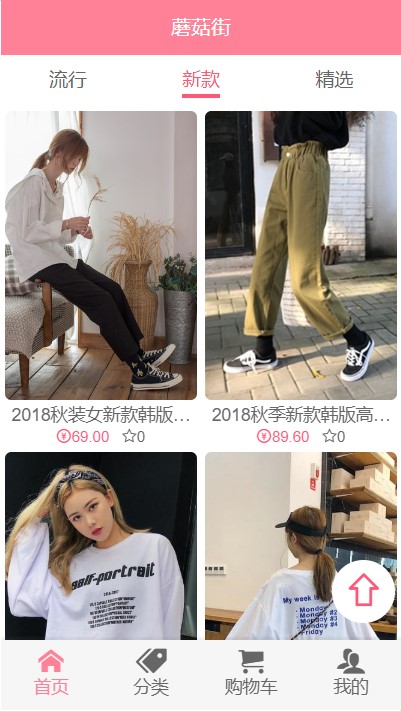 蘑菇街
流行 新款 精选
2018秋装女新款韩版… 2018秋季新款韩版高…
¥69.00 ☆0 ¥89.60 ☆0
self-portrait
My week is
- Monday
- Monday #2
- Monday #3
- Monday #4
- Friday
首页 分类 购物车 我的